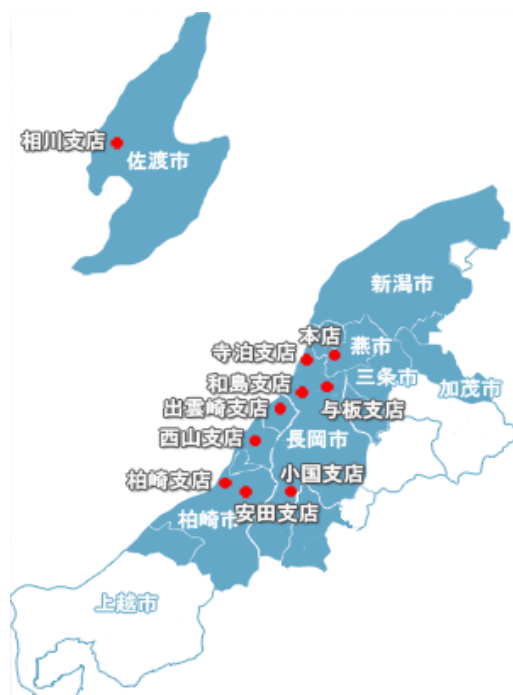 相川支店
佐渡市
新潟市
本店
燕市
寺泊支店
三条市
加茂市
和島支店
与板支店
出雲崎支店
西山支店
長岡市
小国支店
柏崎支店
安田支店
柏崎市
上越市